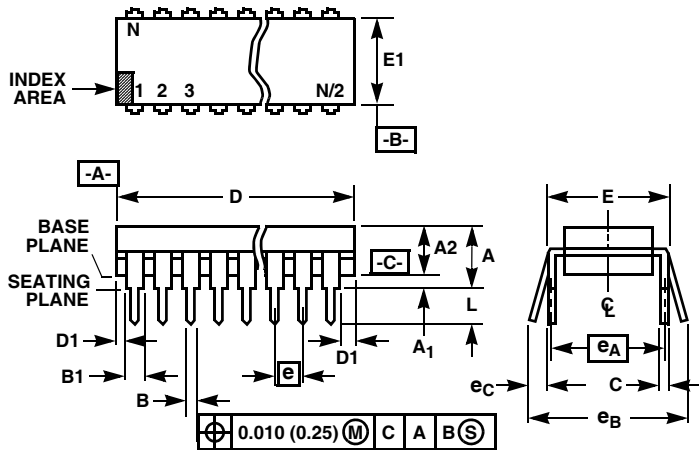 N
E1
INDEX
AREA
1 2 3 N/2
-B-
-A-
D
E
BASE
PLANE
A2
A
-C-
SEATING
PLANE
L
℄
D1
A1
D1
eA
B1
e
eC
C
B
eB
⌖ 0.010 (0.25) Ⓜ C A B Ⓢ